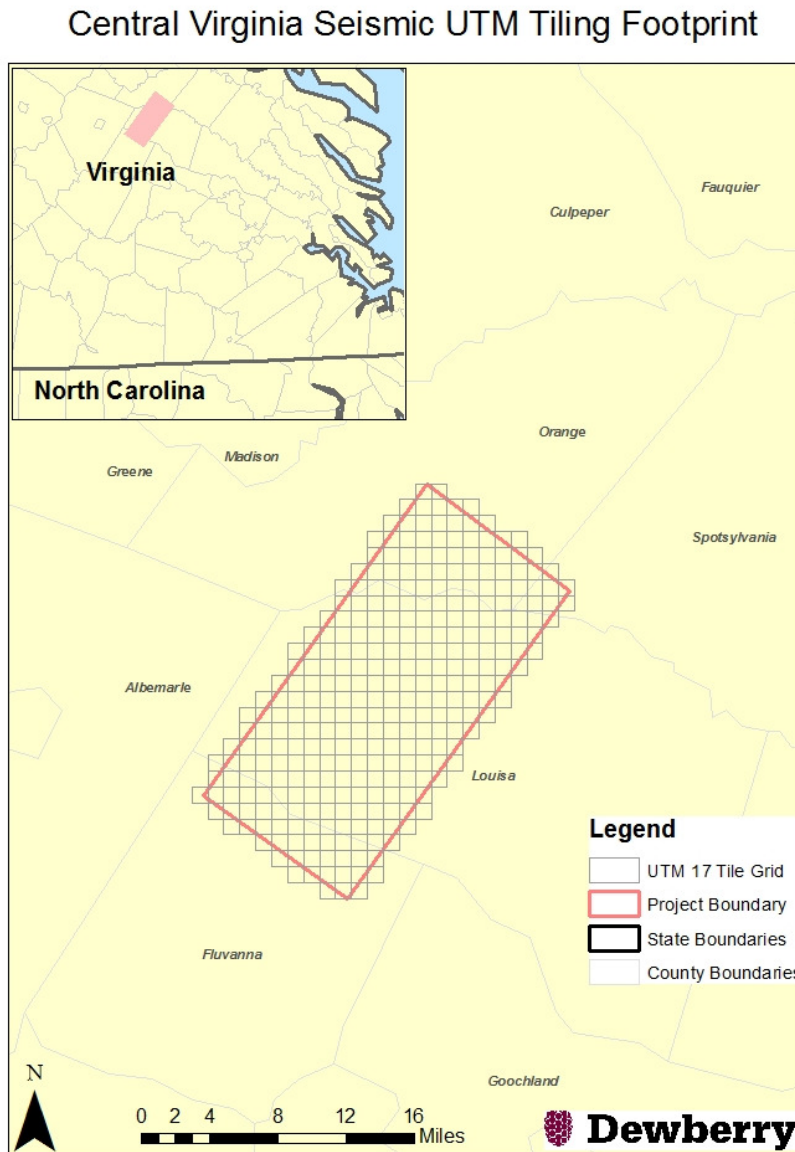 Central Virginia Seismic UTM Tiling Footprint
Virginia
North Carolina
Fauquier
Culpeper
Orange
Madison
Greene
Spotsylvania
Albemarle
Louisa
Legend
UTM 17 Tile Grid
Project Boundary
State Boundaries
County Boundaries
Fluvanna
Goochland
N
0 2 4 8 12 16
Miles
Dewberry